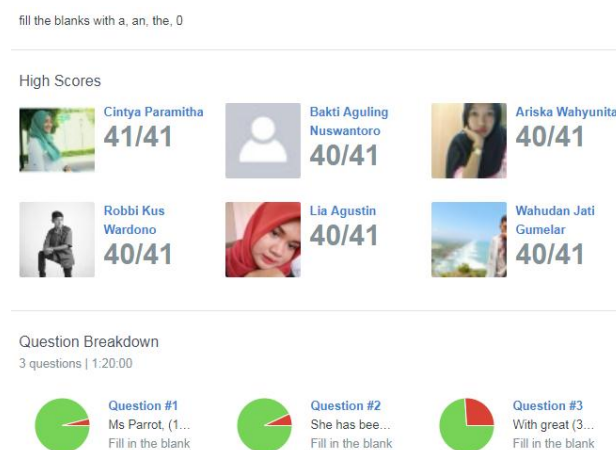 fill the blanks with a, an, the, 0
High Scores
Cintya Paramitha
41/41
Bakti Aguling
Nuswantoro
40/41
Ariska Wahyunita
40/41
Robbi Kus
Wardono
40/41
Lia Agustin
40/41
Wahudan Jati
Gumelar
40/41
Question Breakdown
3 questions | 1:20:00
Question #1
Ms Parrot, (1...
Fill in the blank
Question #2
She has bee...
Fill in the blank
Question #3
With great (3...
Fill in the blank